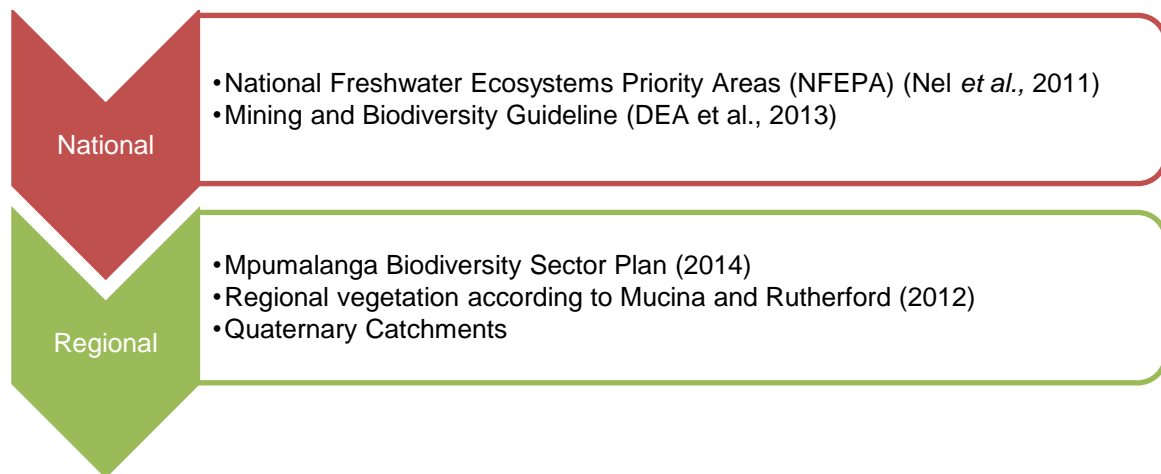 National
•National Freshwater Ecosystems Priority Areas (NFEPA) (Nel et al., 2011)
•Mining and Biodiversity Guideline (DEA et al., 2013)
Regional
•Mpumalanga Biodiversity Sector Plan (2014)
•Regional vegetation according to Mucina and Rutherford (2012)
•Quaternary Catchments